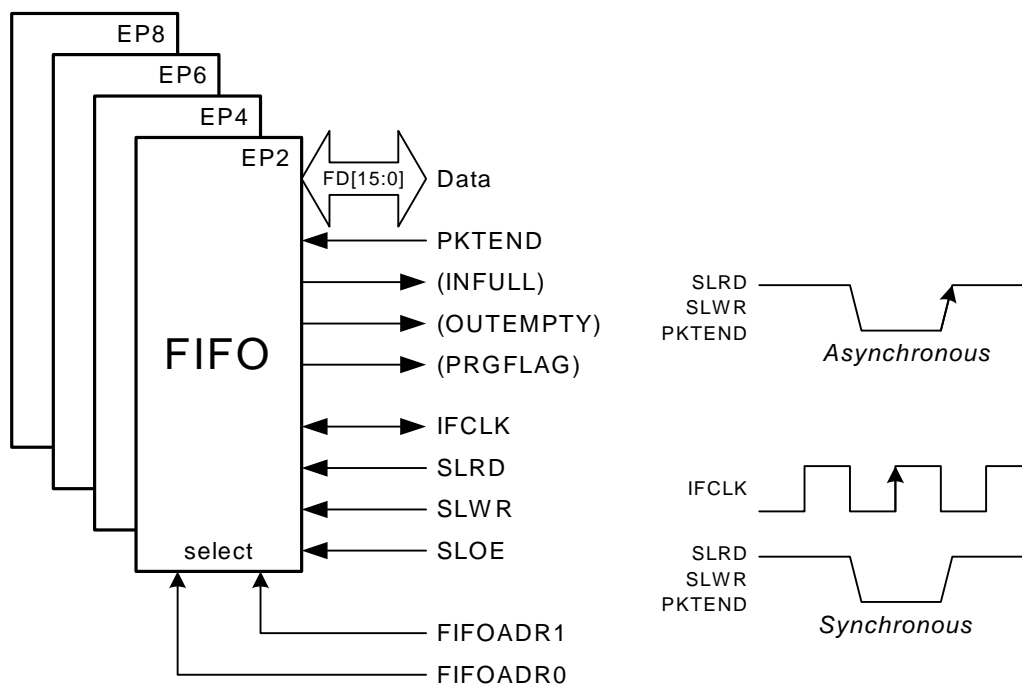 EP8
EP6
EP4
EP2
FD[15:0]
Data
PKTEND
(INFULL)
(OUTEMPTY)
(PRGFLAG)
FIFO
IFCLK
SLRD
SLWR
SLOE
select
FIFOADR1
FIFOADR0
SLRD
SLWR
PKTEND
Asynchronous
IFCLK
SLRD
SLWR
PKTEND
Synchronous